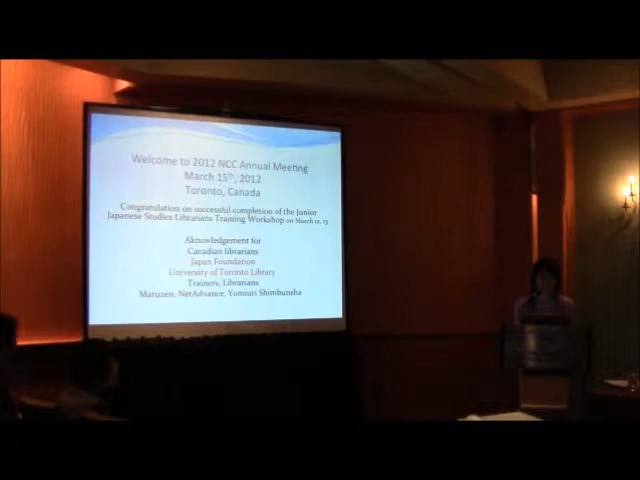 Welcome to 2012 NCC Annual Meeting
March 15th, 2012
Toronto, Canada
Congratulation on successful completion of the Junior
Japanese Studies Librarians Training Workshop on March 12, 13
Aknowledgement for
Canadian librarians
Japan Foundation
University of Toronto Library
Trainers, Librarians
Maruzen, NetAdvance, Yomiuri Shimbunsha